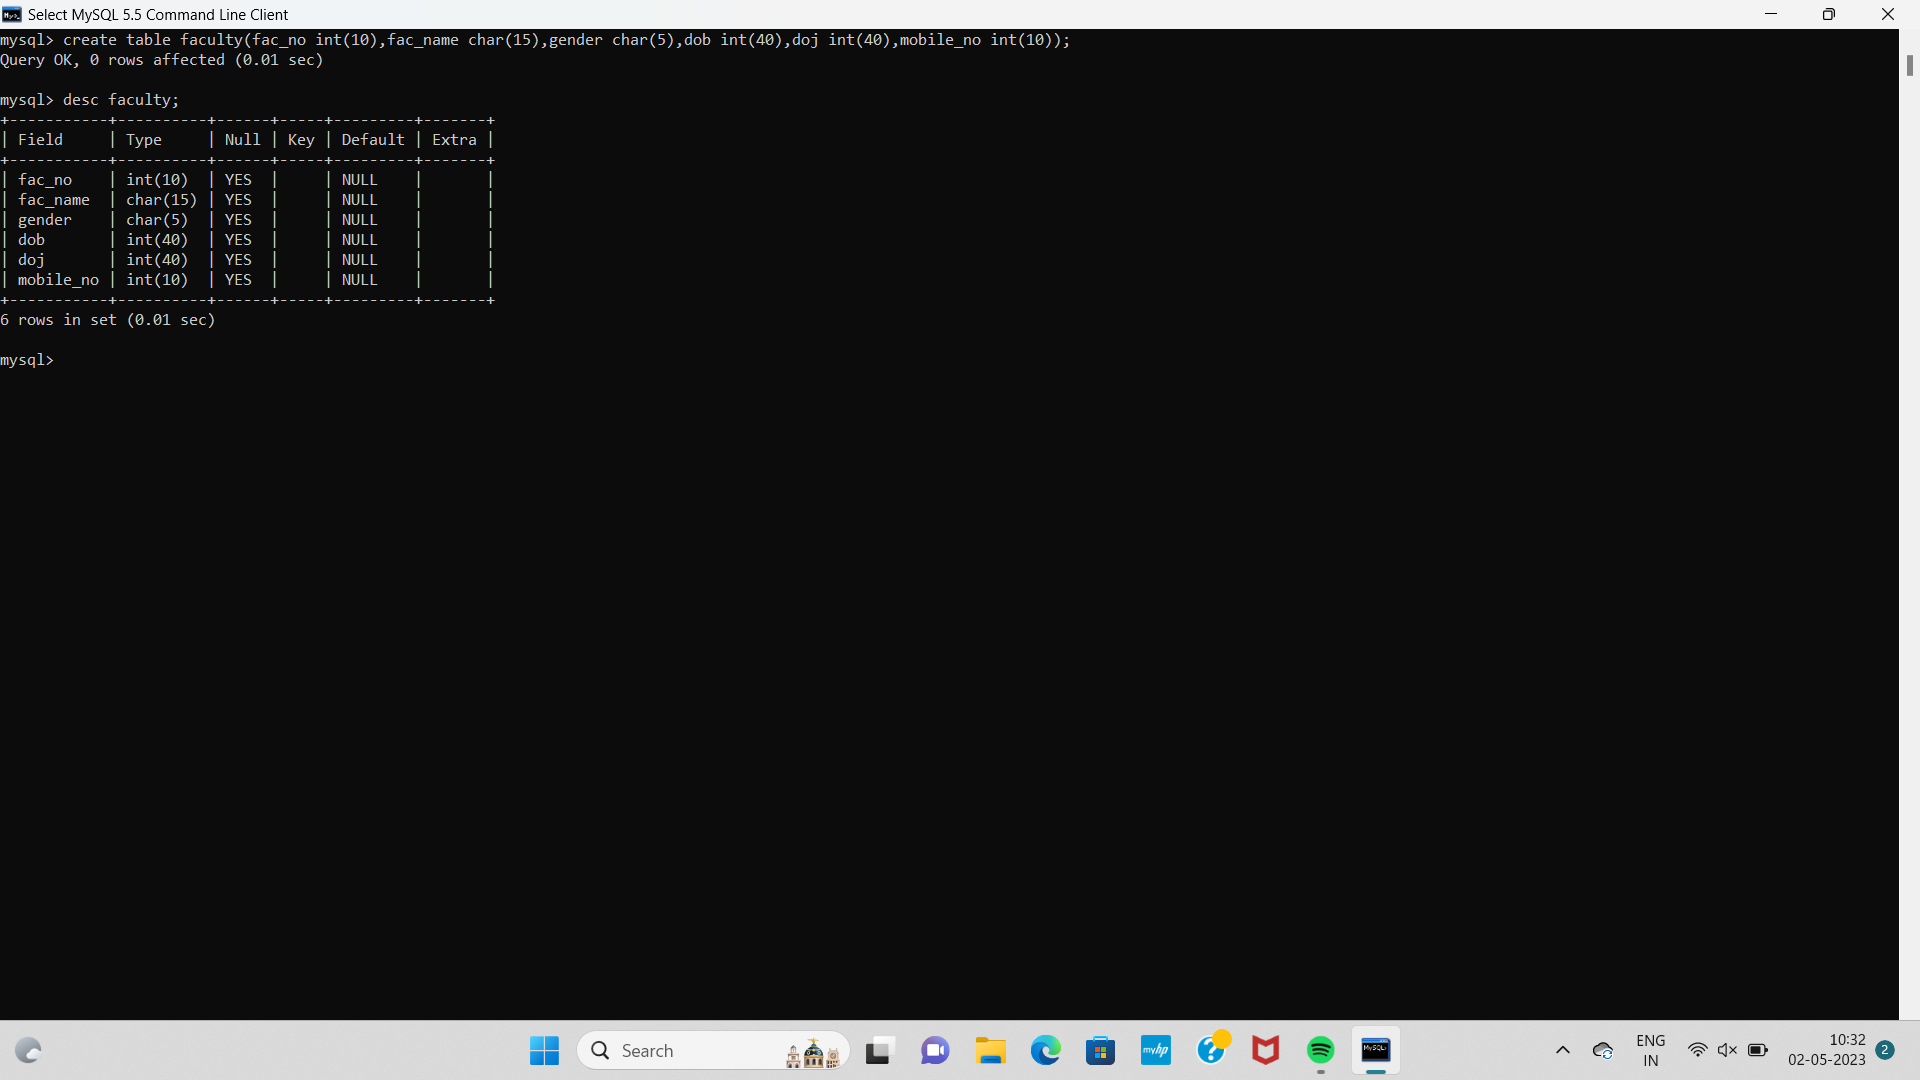 Select MySQL 5.5 Command Line Client
mysql> create table faculty(fac_no int(10),fac_name char(15),gender char(5),dob int(40),doj int(40),mobile_no int(10));
Query OK, 0 rows affected (0.01 sec)
mysql> desc faculty;
+-----------+----------+------+-----+---------+-------+
| Field     | Type     | Null | Key | Default | Extra |
+-----------+----------+------+-----+---------+-------+
| fac_no    | int(10)  | YES  |     | NULL    |       |
| fac_name  | char(15) | YES  |     | NULL    |       |
| gender    | char(5)  | YES  |     | NULL    |       |
| dob       | int(40)  | YES  |     | NULL    |       |
| doj       | int(40)  | YES  |     | NULL    |       |
| mobile_no | int(10)  | YES  |     | NULL    |       |
+-----------+----------+------+-----+---------+-------+
6 rows in set (0.01 sec)
mysql>
Search
myhp
MySQL
ENG
IN
10:32
02-05-2023
2